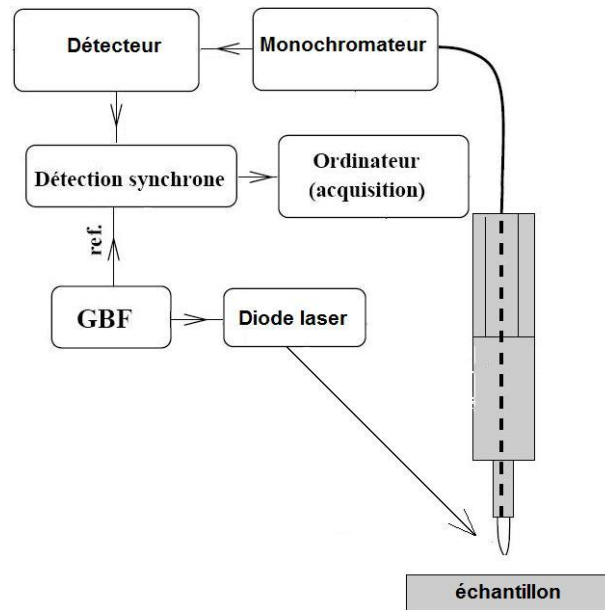 Détecteur
Monochromateur
Détection synchrone
Ordinateur
(acquisition)
ref.
GBF
Diode laser
échantillon